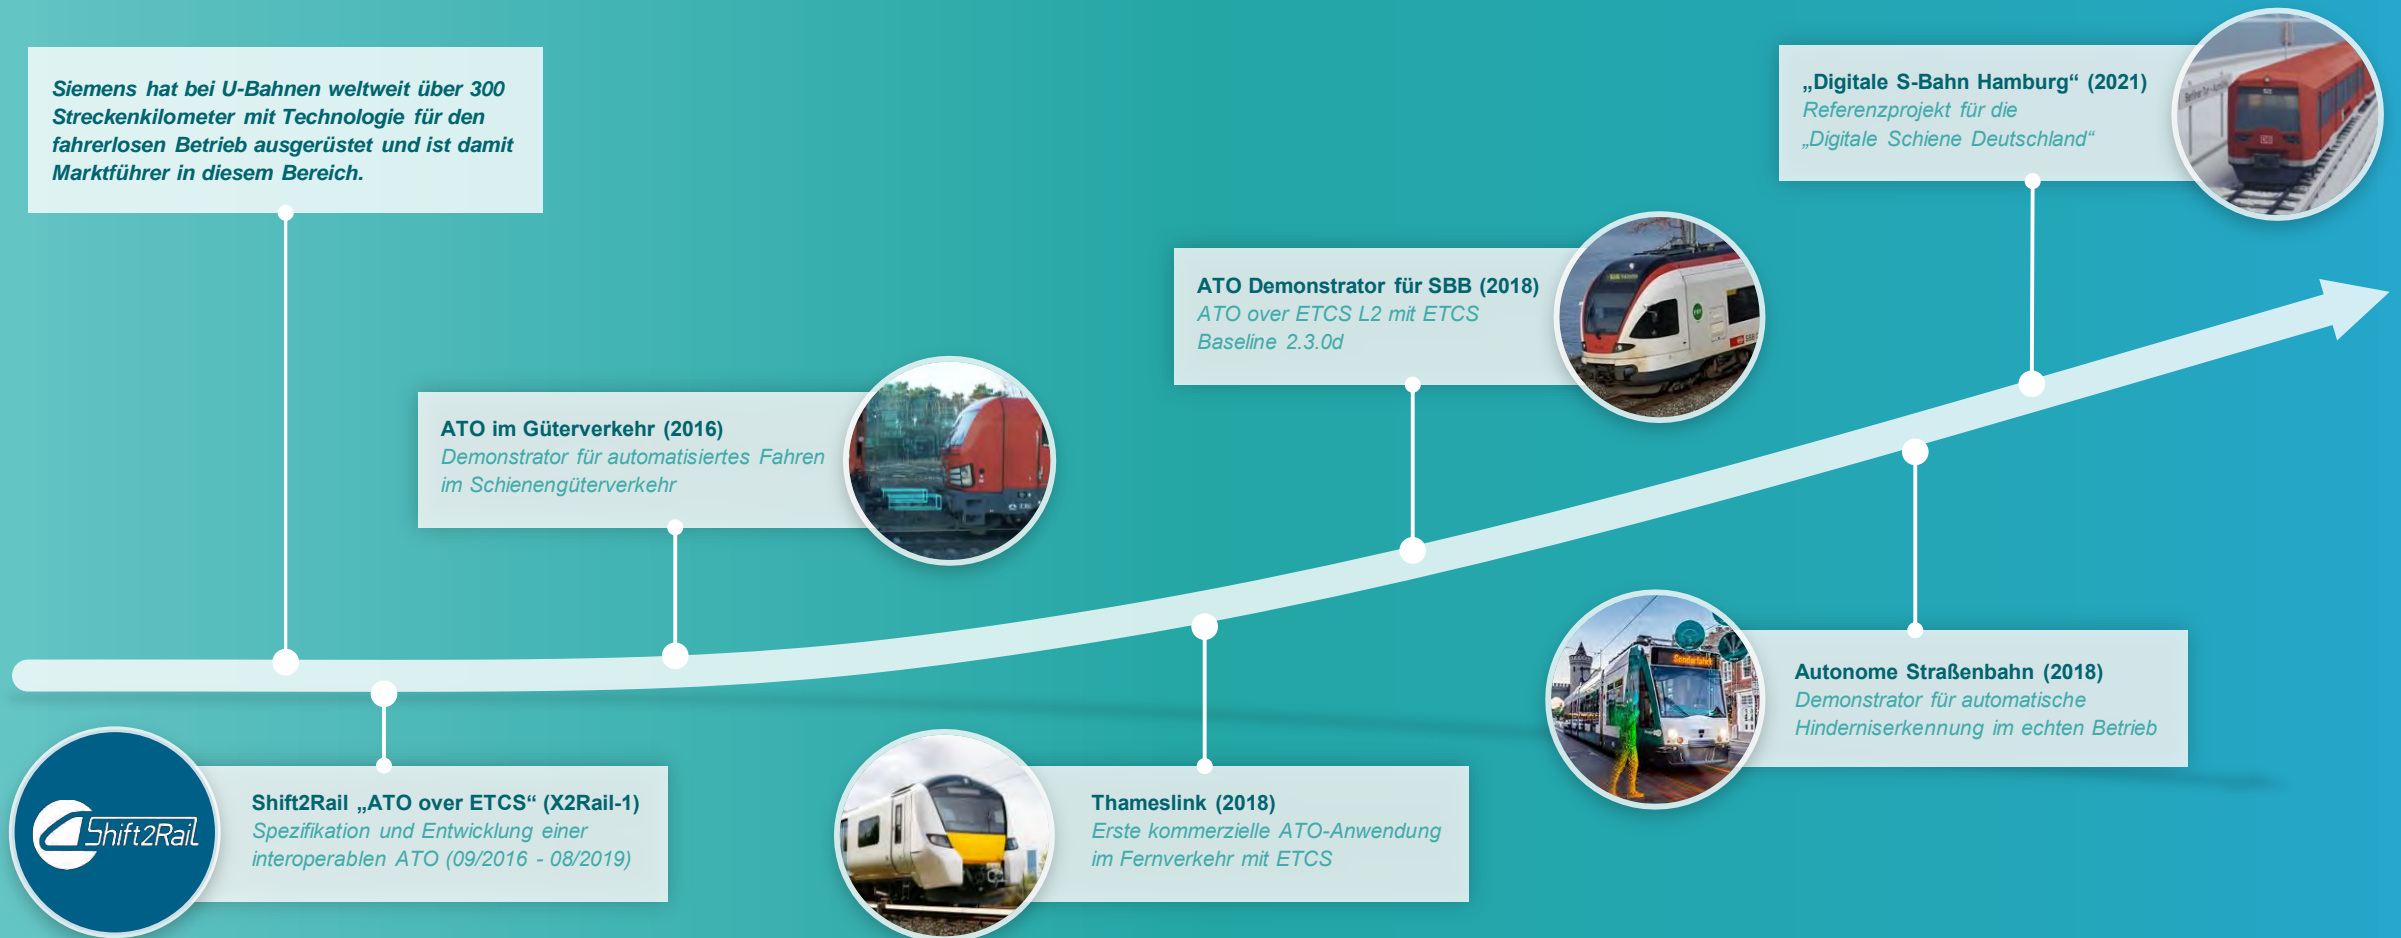 Siemens hat bei U-Bahnen weltweit über 300
Streckenkilometer mit Technologie für den
fahrerlosen Betrieb ausgerüstet und ist damit
Marktführer in diesem Bereich.
„Digitale S-Bahn Hamburg“ (2021)
Referenzprojekt für die
„Digitale Schiene Deutschland“
ATO Demonstrator für SBB (2018)
ATO over ETCS L2 mit ETCS
Baseline 2.3.0d
ATO im Güterverkehr (2016)
Demonstrator für automatisiertes Fahren
im Schienengüterverkehr
Sonderfahrt
Autonome Straßenbahn (2018)
Demonstrator für automatische
Hinderniserkennung im echten Betrieb
Shift2Rail
Shift2Rail „ATO over ETCS“ (X2Rail-1)
Spezifikation und Entwicklung einer
interoperablen ATO (09/2016 - 08/2019)
Thameslink (2018)
Erste kommerzielle ATO-Anwendung
im Fernverkehr mit ETCS